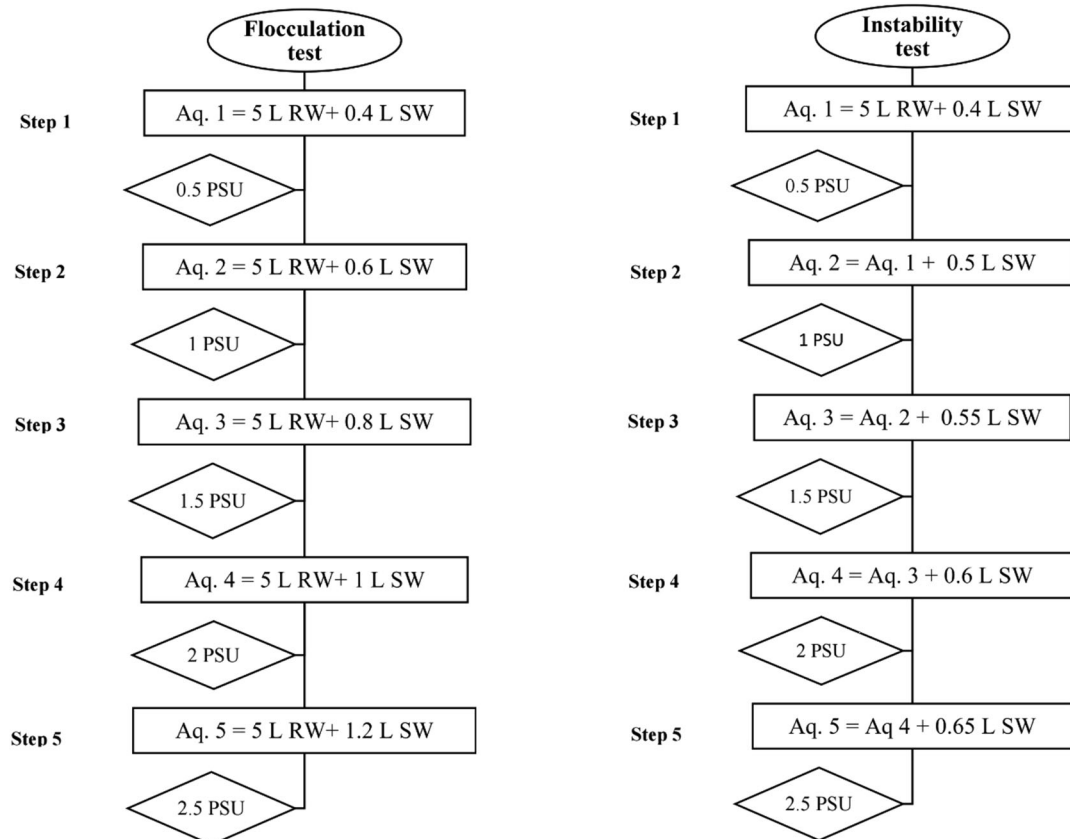 Flocculation
test
Step 1
Aq. 1 = 5 L RW+ 0.4 L SW
0.5 PSU
Step 2
Aq. 2 = 5 L RW+ 0.6 L SW
1 PSU
Step 3
Aq. 3 = 5 L RW+ 0.8 L SW
1.5 PSU
Step 4
Aq. 4 = 5 L RW+ 1 L SW
2 PSU
Step 5
Aq. 5 = 5 L RW+ 1.2 L SW
2.5 PSU
Instability
test
Step 1
Aq. 1 = 5 L RW+ 0.4 L SW
0.5 PSU
Step 2
Aq. 2 = Aq. 1 + 0.5 L SW
1 PSU
Step 3
Aq. 3 = Aq. 2 + 0.55 L SW
1.5 PSU
Step 4
Aq. 4 = Aq. 3 + 0.6 L SW
2 PSU
Step 5
Aq. 5 = Aq 4 + 0.65 L SW
2.5 PSU